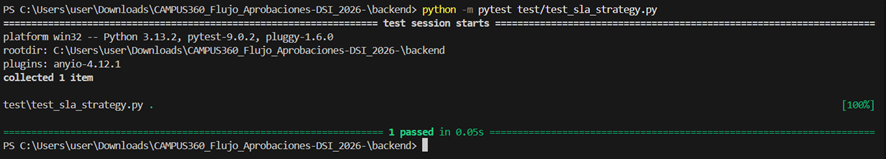 PS C:\Users\user\Downloads\CAMPUS360_Flujo_Aprobaciones-DSI_2026-\backend> python -m pytest test/test_sla_strategy.py
================================================================== test session starts ==================================================================
platform win32 -- Python 3.13.2, pytest-9.0.2, pluggy-1.6.0
rootdir: C:\Users\user\Downloads\CAMPUS360_Flujo_Aprobaciones-DSI_2026-\backend
plugins: anyio-4.12.1
collected 1 item
test\test_sla_strategy.py . [100%]
=================================================================== 1 passed in 0.05s ===================================================================
PS C:\Users\user\Downloads\CAMPUS360_Flujo_Aprobaciones-DSI_2026-\backend>